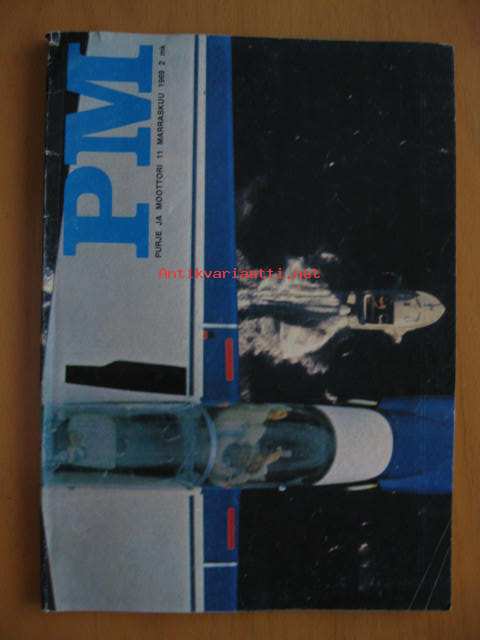 PM
PURJE JA MOOTTORI 11 MARRASKUU 1969 2 mk
Antikvariaatti.net